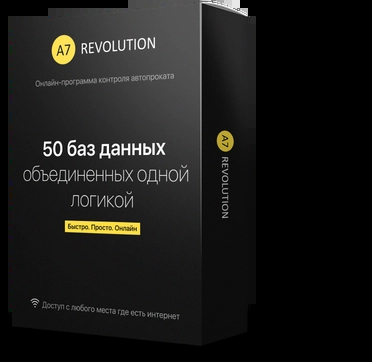 A7 REVOLUTION
Онлайн-программа контроля автопроката
50 баз данных
объединенных одной
логикой
Быстро. Просто. Онлайн
Доступ с любого места где есть интернет
A7 REVOLUTION